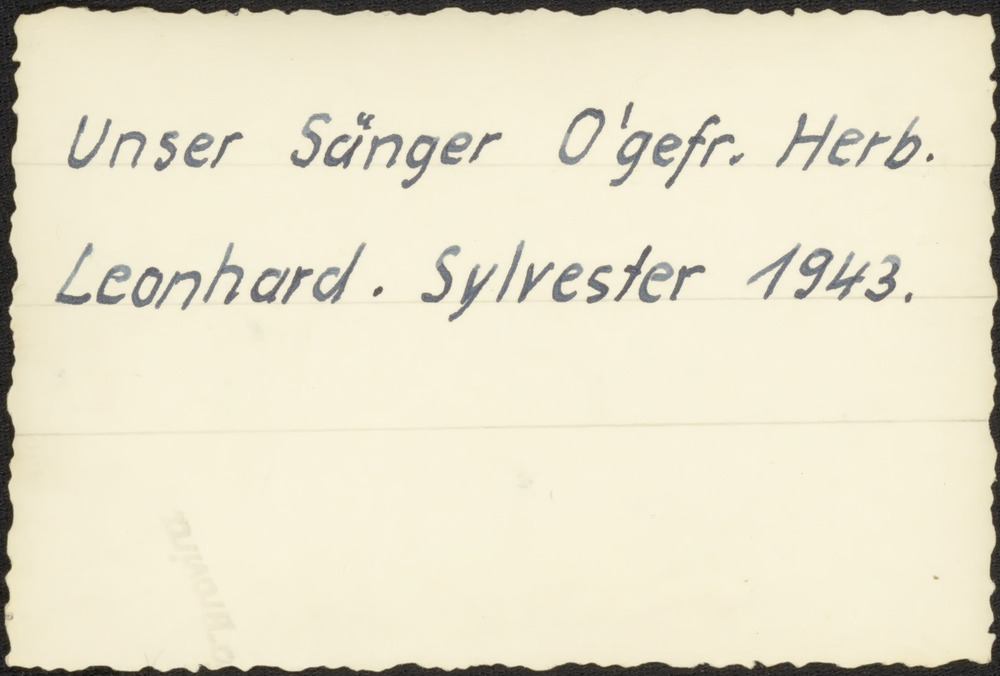 Unser Sänger O'gefr. Herb.
Leonhard. Sylvester 1943.